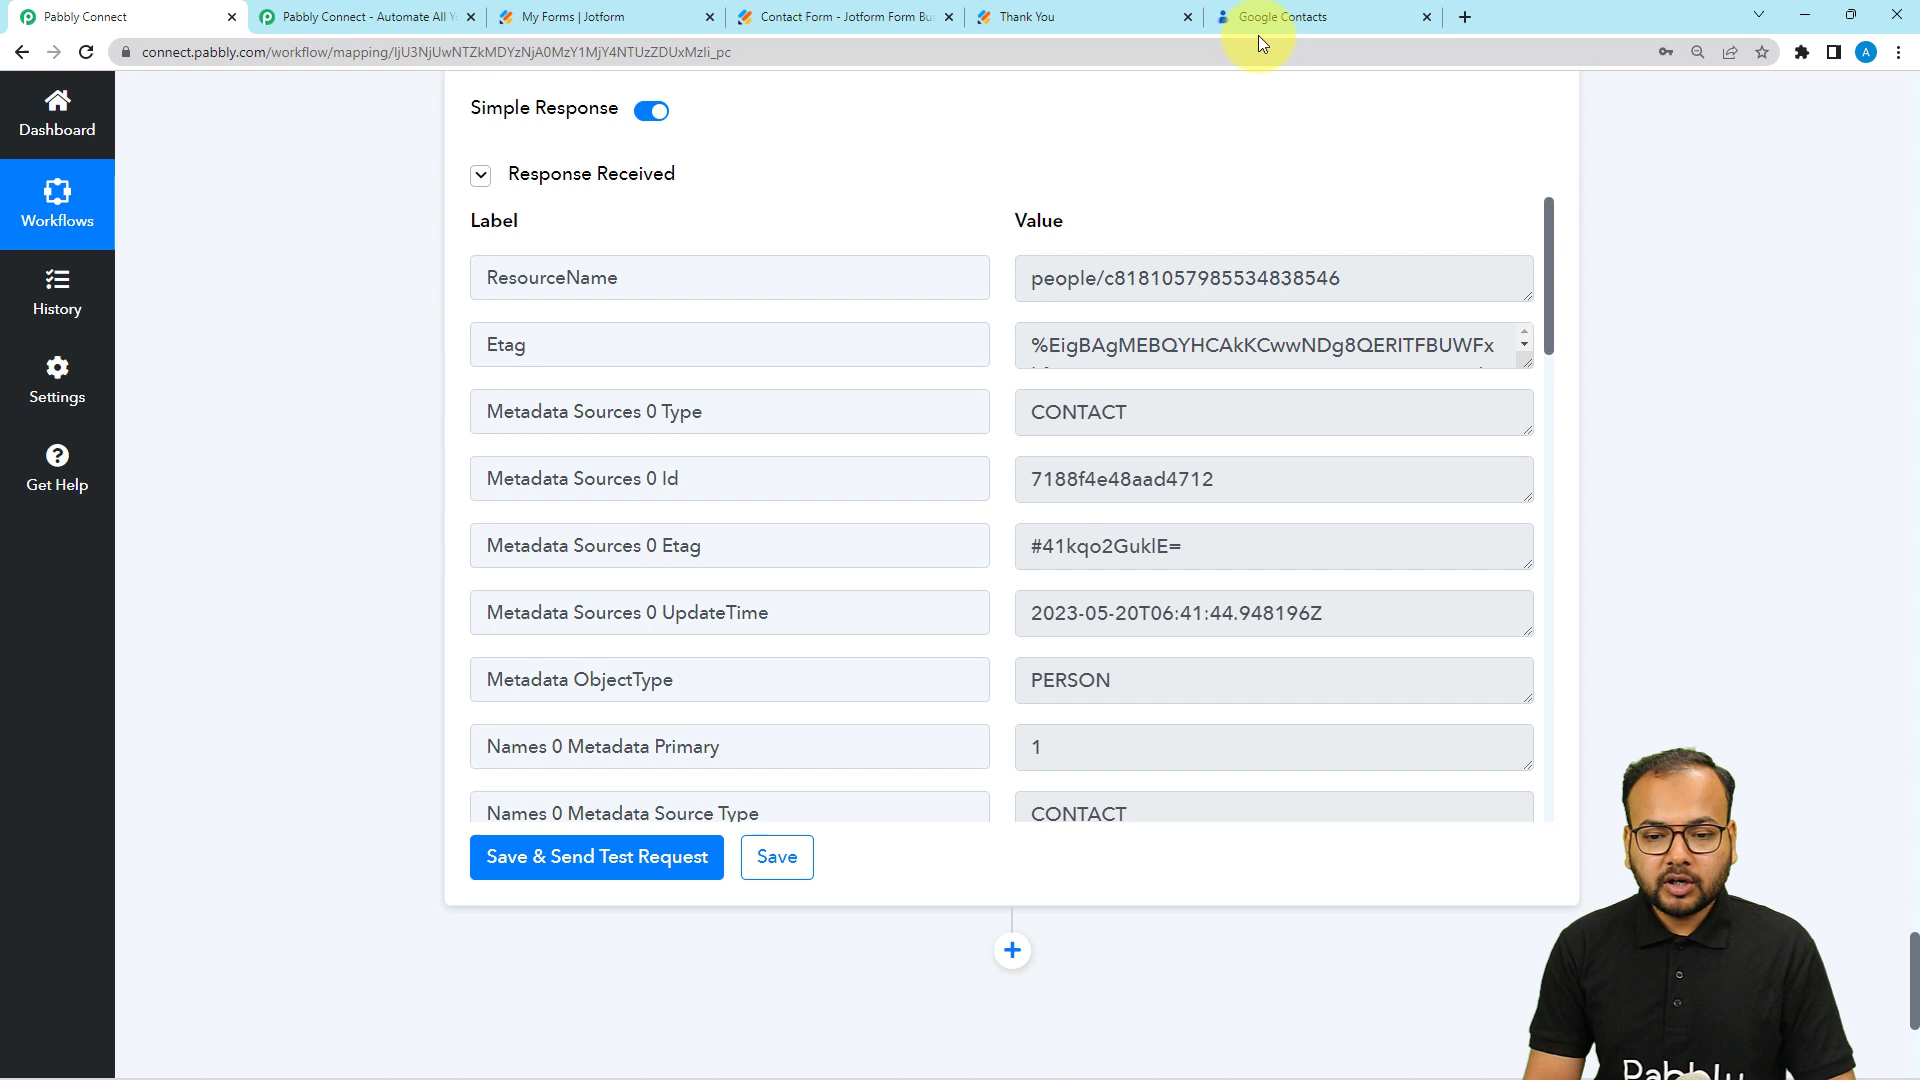 Pabbly Connect
Pabbly Connect - Automate All Yo
My Forms | Jotform
Contact Form - Jotform Form Bui
Thank You
Google Contacts
connect.pabbly.com/workflow/mapping/IjU3NjUwNTZkMDYzNjA0MzY1MjY4NTUzZDUxMzIi_pc
A
Dashboard
Workflows
History
Settings
Get Help
Simple Response
Response Received
Label Value
ResourceName people/c8181057985534838546
Etag %EigBAgMEBQYHCAkKCwwNDg8QERITFBUWFx
Metadata Sources 0 Type CONTACT
Metadata Sources 0 Id 7188f4e48aad4712
Metadata Sources 0 Etag #41kqo2GuklE=
Metadata Sources 0 UpdateTime 2023-05-20T06:41:44.948196Z
Metadata ObjectType PERSON
Names 0 Metadata Primary 1
Names 0 Metadata Source Type CONTACT
Save & Send Test Request Save
Pabbly